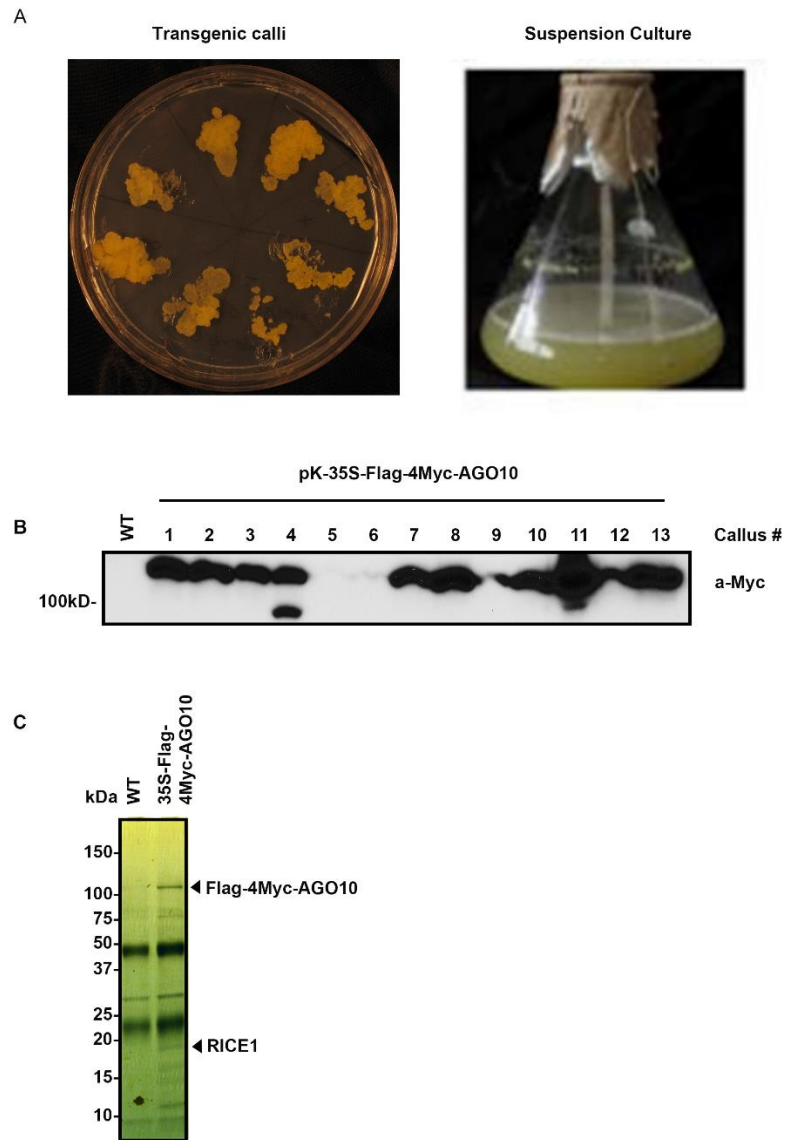 A
Transgenic calli
Suspension Culture
pK-35S-Flag-4Myc-AGO10
B
WT
1 2 3 4 5 6 7 8 9 10 11 12 13 Callus #
a-Myc
100kD-
C
kDa
WT
35S-Flag-
4Myc-AGO10
150-
100-
Flag-4Myc-AGO10
75-
50-
37-
25-
20-
RICE1
15-
10-